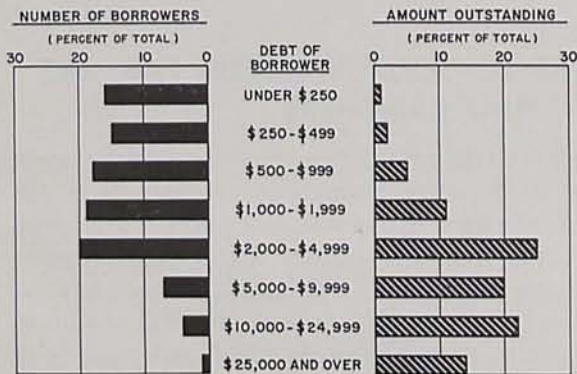 NUMBER OF BORROWERS
(PERCENT OF TOTAL)
30 20 10 0
DEBT OF
BORROWER
AMOUNT OUTSTANDING
(PERCENT OF TOTAL)
0 10 20 30
UNDER $250
$250-$499
$500-$999
$1,000-$1,999
$2,000-$4,999
$5,000-$9,999
$10,000-$24,999
$25,000 AND OVER